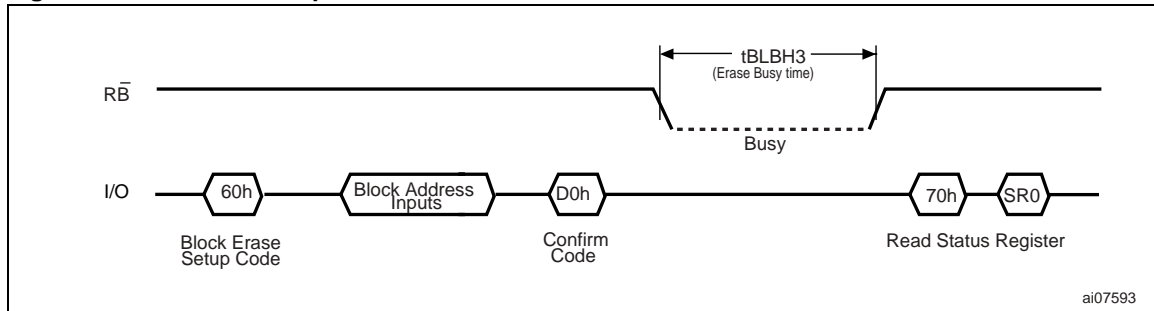 tBLBH3
(Erase Busy time)
RB̅
Busy
I/O
60h
Block Address
Inputs
D0h
70h
SR0
Block Erase
Setup Code
Confirm
Code
Read Status Register
ai07593